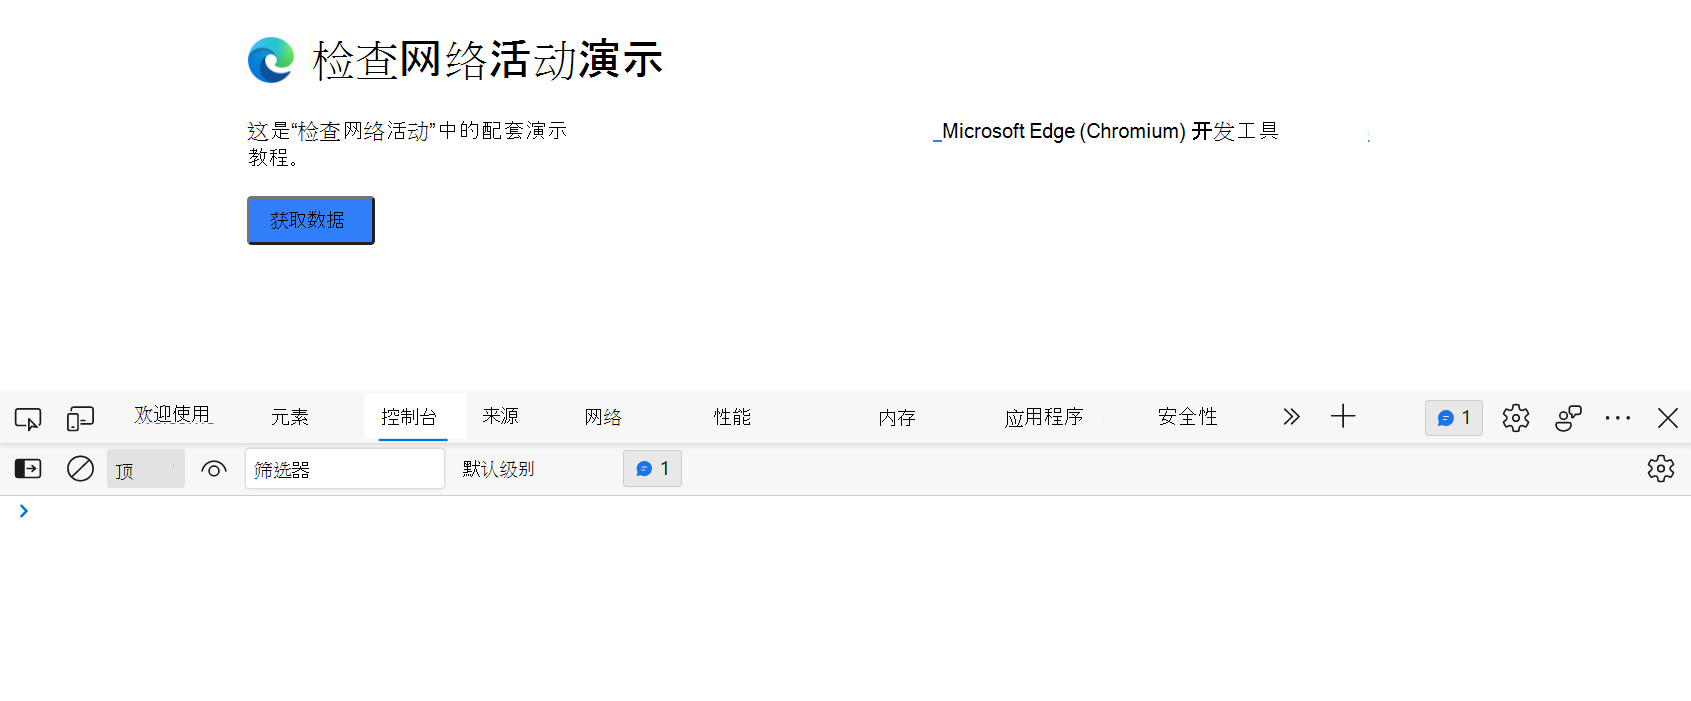 检查网络活动演示
这是“检查网络活动”中的配套演示 _Microsoft Edge (Chromium) 开发工具
教程。
获取数据
欢迎使用 元素 控制台 来源 网络 性能 内存 应用程序 安全性 1
顶 筛选器 默认级别 1